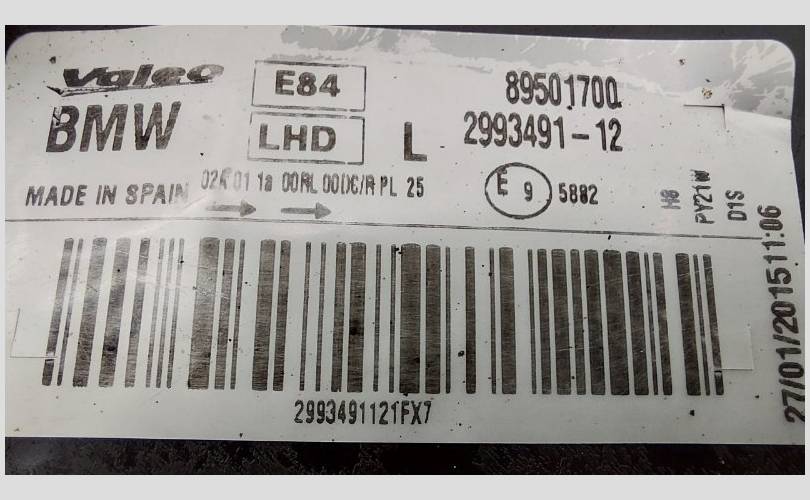 Valeo
BMW
E84
LHD
L
89501700
2993491-12
MADE IN SPAIN
02A 01 1a 00RL 00DC/R PL 25
E 9
5882
H8
PY21W
D1S
27/01/2015 11:06
2993491121FX7